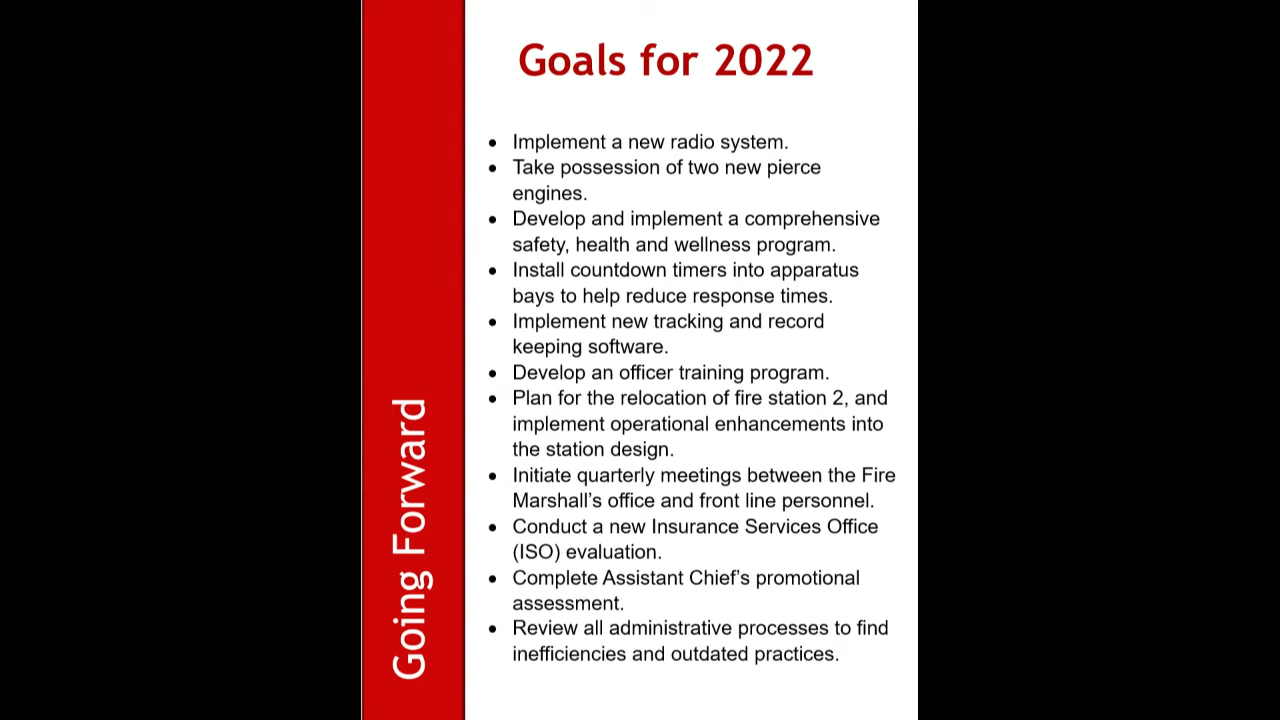 Goals for 2022
• Implement a new radio system.
• Take possession of two new pierce
engines.
• Develop and implement a comprehensive
safety, health and wellness program.
• Install countdown timers into apparatus
bays to help reduce response times.
• Implement new tracking and record
keeping software.
• Develop an officer training program.
• Plan for the relocation of fire station 2, and
implement operational enhancements into
the station design.
• Initiate quarterly meetings between the Fire
Marshall’s office and front line personnel.
• Conduct a new Insurance Services Office
(ISO) evaluation.
• Complete Assistant Chief’s promotional
assessment.
• Review all administrative processes to find
inefficiencies and outdated practices.
Going Forward